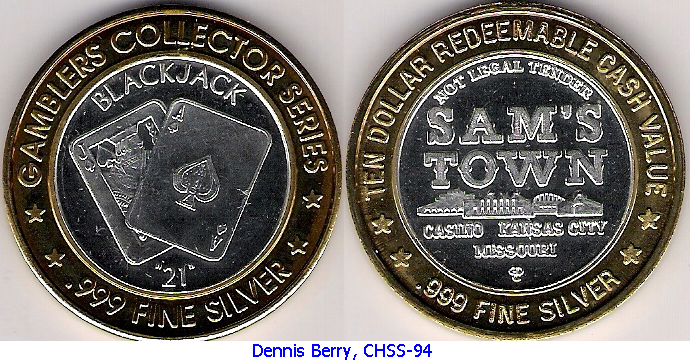 GAMBLERS COLLECTOR SERIES
BLACKJACK
A
"21"
.999 FINE SILVER
TEN DOLLAR REDEEMABLE CASH VALUE
NOT LEGAL TENDER
SAM'S
TOWN
CASINO KANSAS CITY
MISSOURI
.999 FINE SILVER
Dennis Berry, CHSS-94